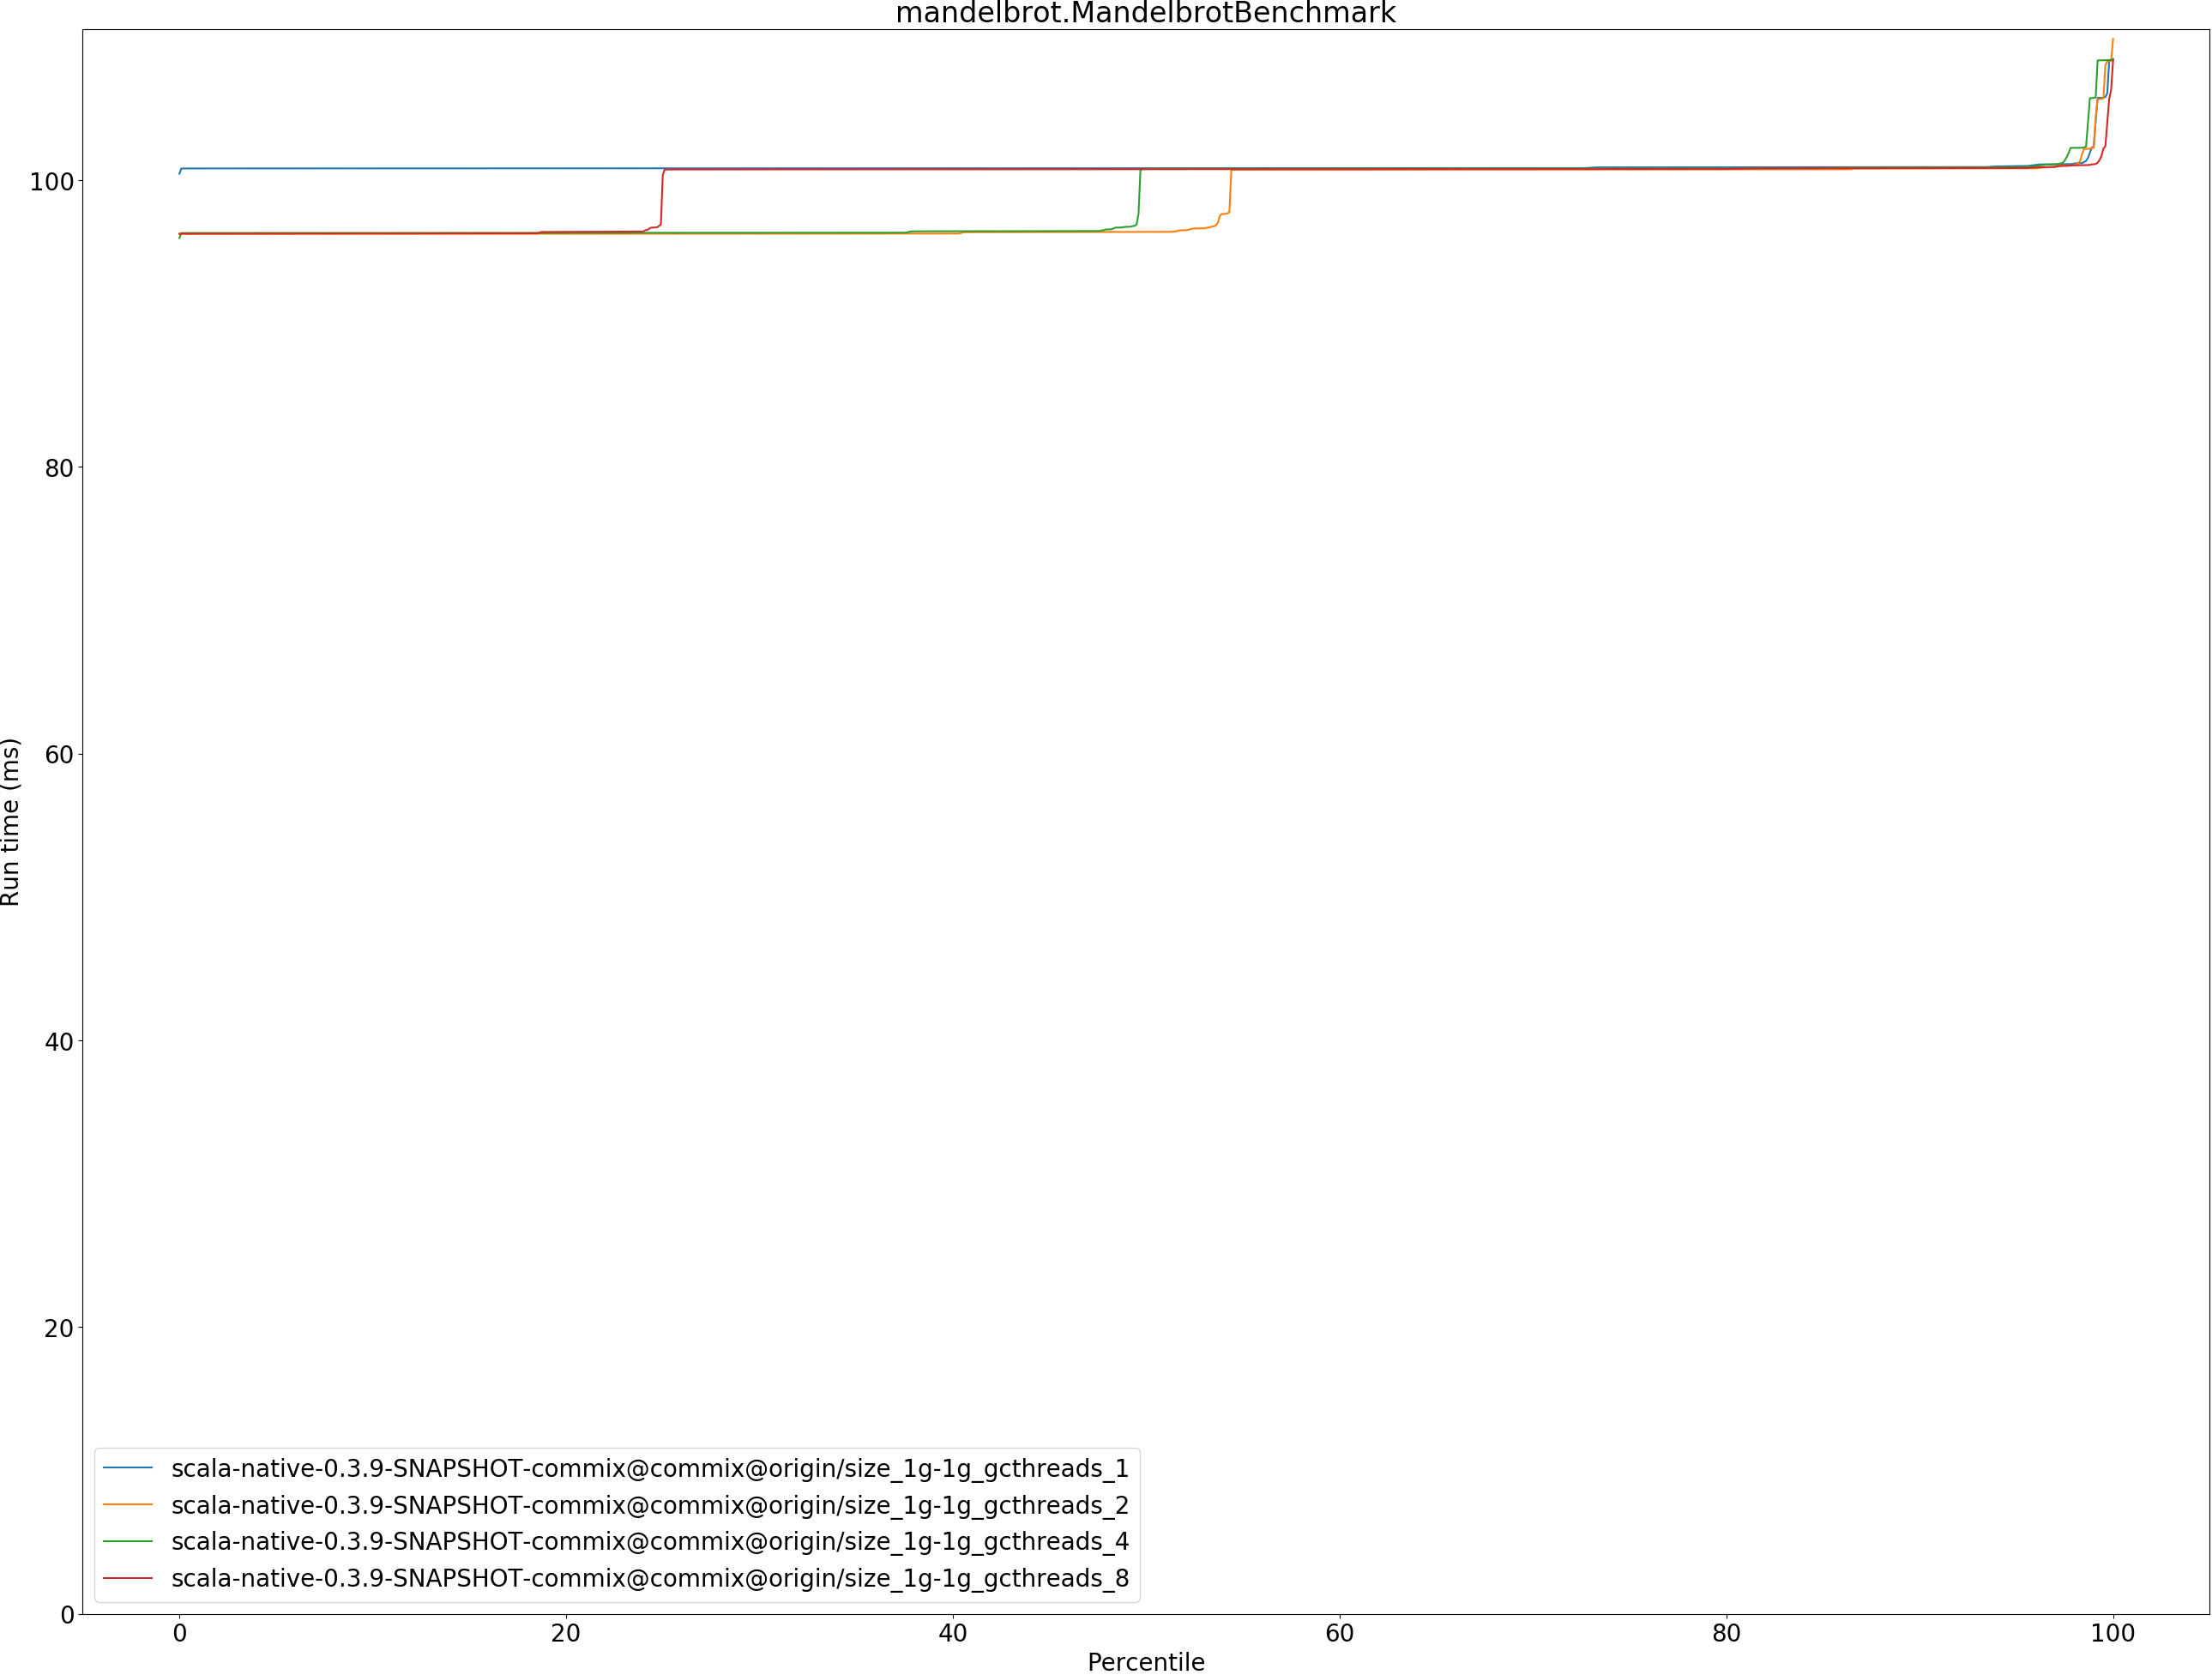 mandelbrot.MandelbrotBenchmark
100
80
60
40
20
0
Run time (ms)
scala-native-0.3.9-SNAPSHOT-commix@commix@origin/size_1g-1g_gcthreads_1
scala-native-0.3.9-SNAPSHOT-commix@commix@origin/size_1g-1g_gcthreads_2
scala-native-0.3.9-SNAPSHOT-commix@commix@origin/size_1g-1g_gcthreads_4
scala-native-0.3.9-SNAPSHOT-commix@commix@origin/size_1g-1g_gcthreads_8
0 20 40 60 80 100
Percentile